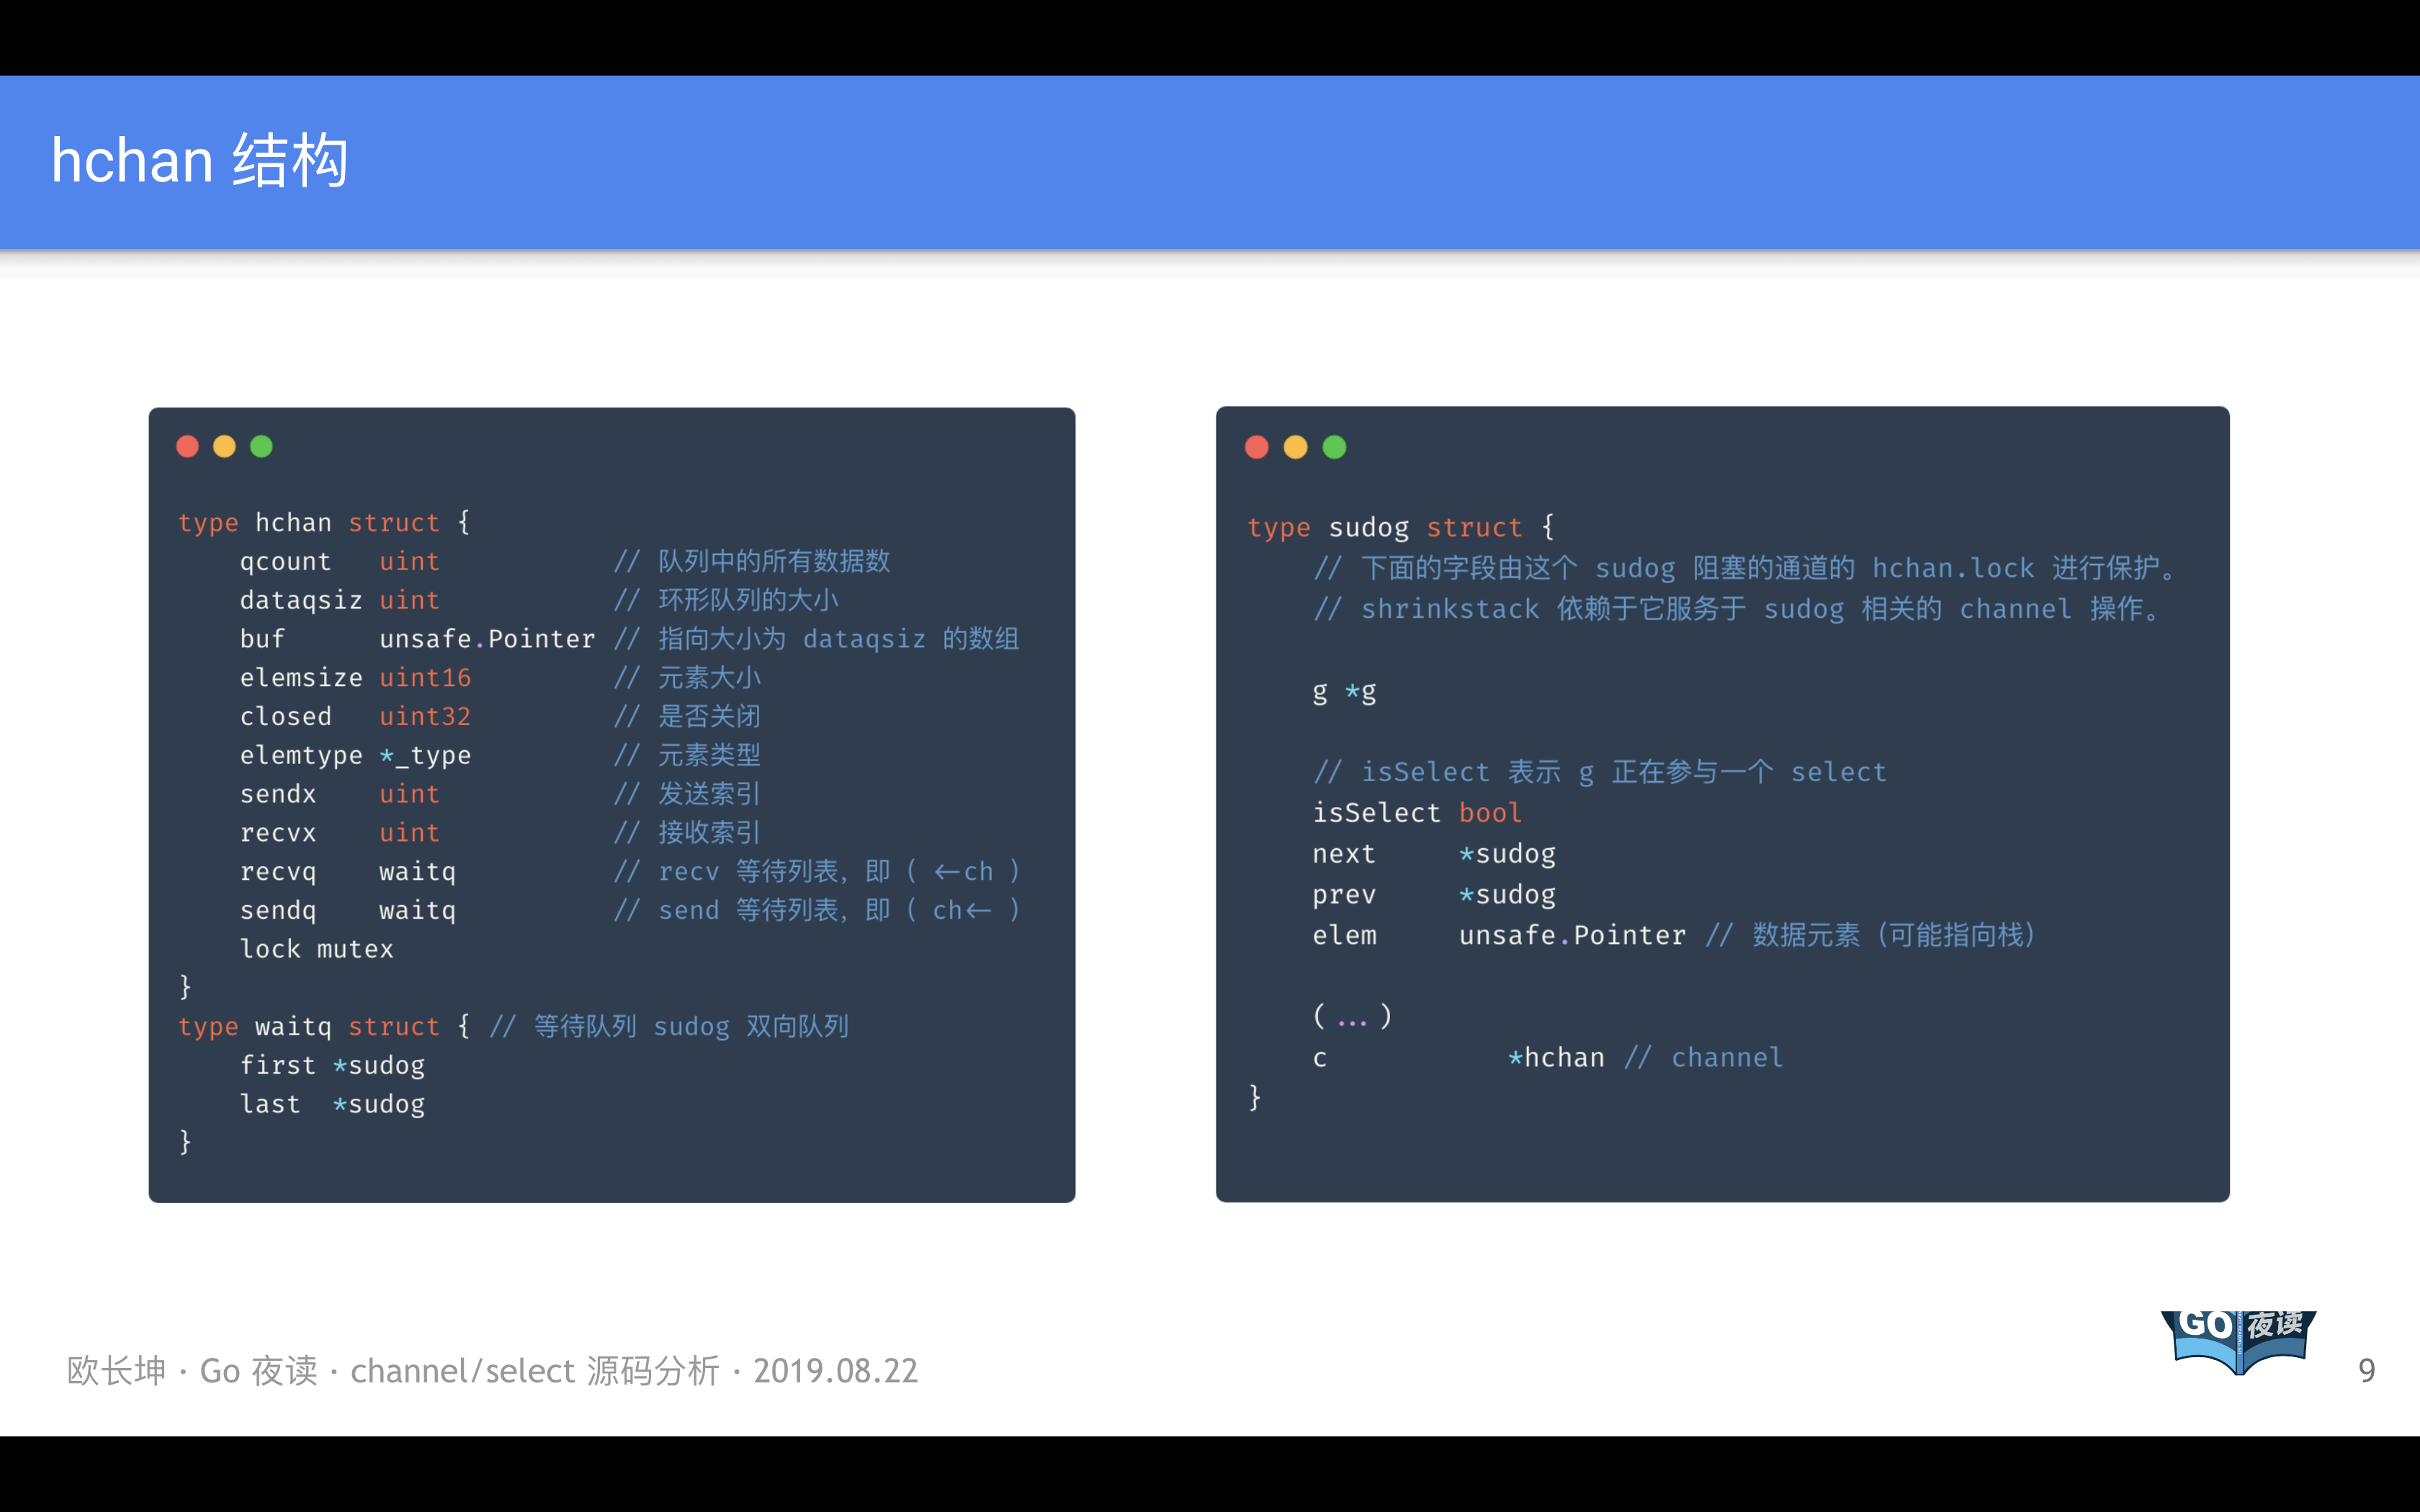 hchan 结构
type hchan struct {
    qcount   uint           // 队列中的所有数据数
    dataqsiz uint           // 环形队列的大小
    buf      unsafe.Pointer // 指向大小为 dataqsiz 的数组
    elemsize uint16         // 元素大小
    closed   uint32         // 是否关闭
    elemtype *_type         // 元素类型
    sendx    uint           // 发送索引
    recvx    uint           // 接收索引
    recvq    waitq          // recv 等待列表，即 ( <-ch )
    sendq    waitq          // send 等待列表，即 ( ch<- )
    lock mutex
}
type waitq struct { // 等待队列 sudog 双向队列
    first *sudog
    last  *sudog
}
type sudog struct {
    // 下面的字段由这个 sudog 阻塞的通道的 hchan.lock 进行保护。
    // shrinkstack 依赖于它服务于 sudog 相关的 channel 操作。
    g *g
    // isSelect 表示 g 正在参与一个 select
    isSelect bool
    next     *sudog
    prev     *sudog
    elem     unsafe.Pointer // 数据元素（可能指向栈）
    (...)
    c           *hchan // channel
}
GO 夜读
欧长坤 · Go 夜读 · channel/select 源码分析 · 2019.08.22
9